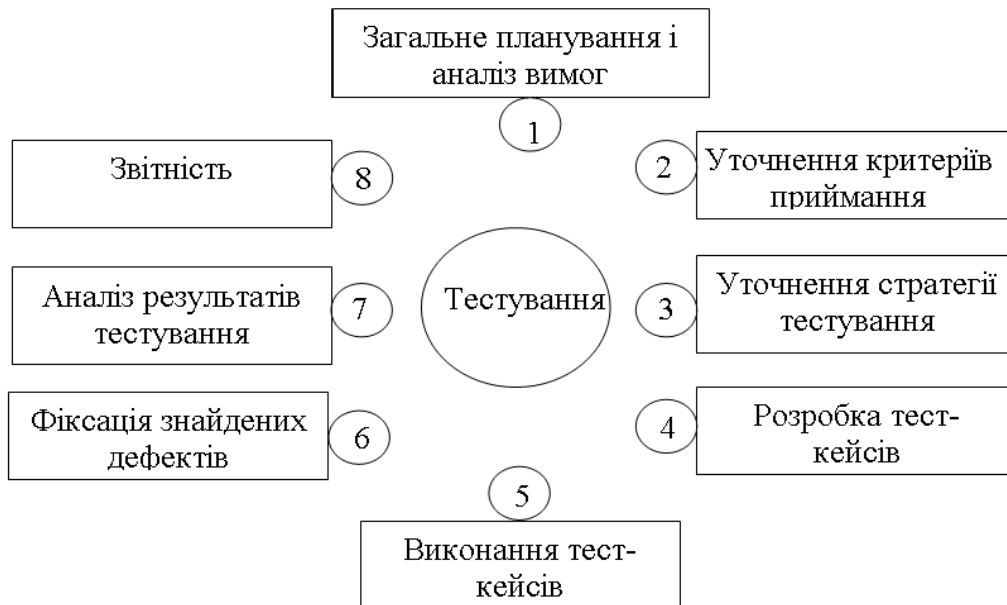 Загальне планування і
аналіз вимог
1
2
Уточнення критеріїв
приймання
3
Уточнення стратегії
тестування
4
Розробка тест-
кейсів
5
Виконання тест-
кейсів
6
Фіксація знайдених
дефектів
7
Аналіз результатів
тестування
8
Звітність
Тестування